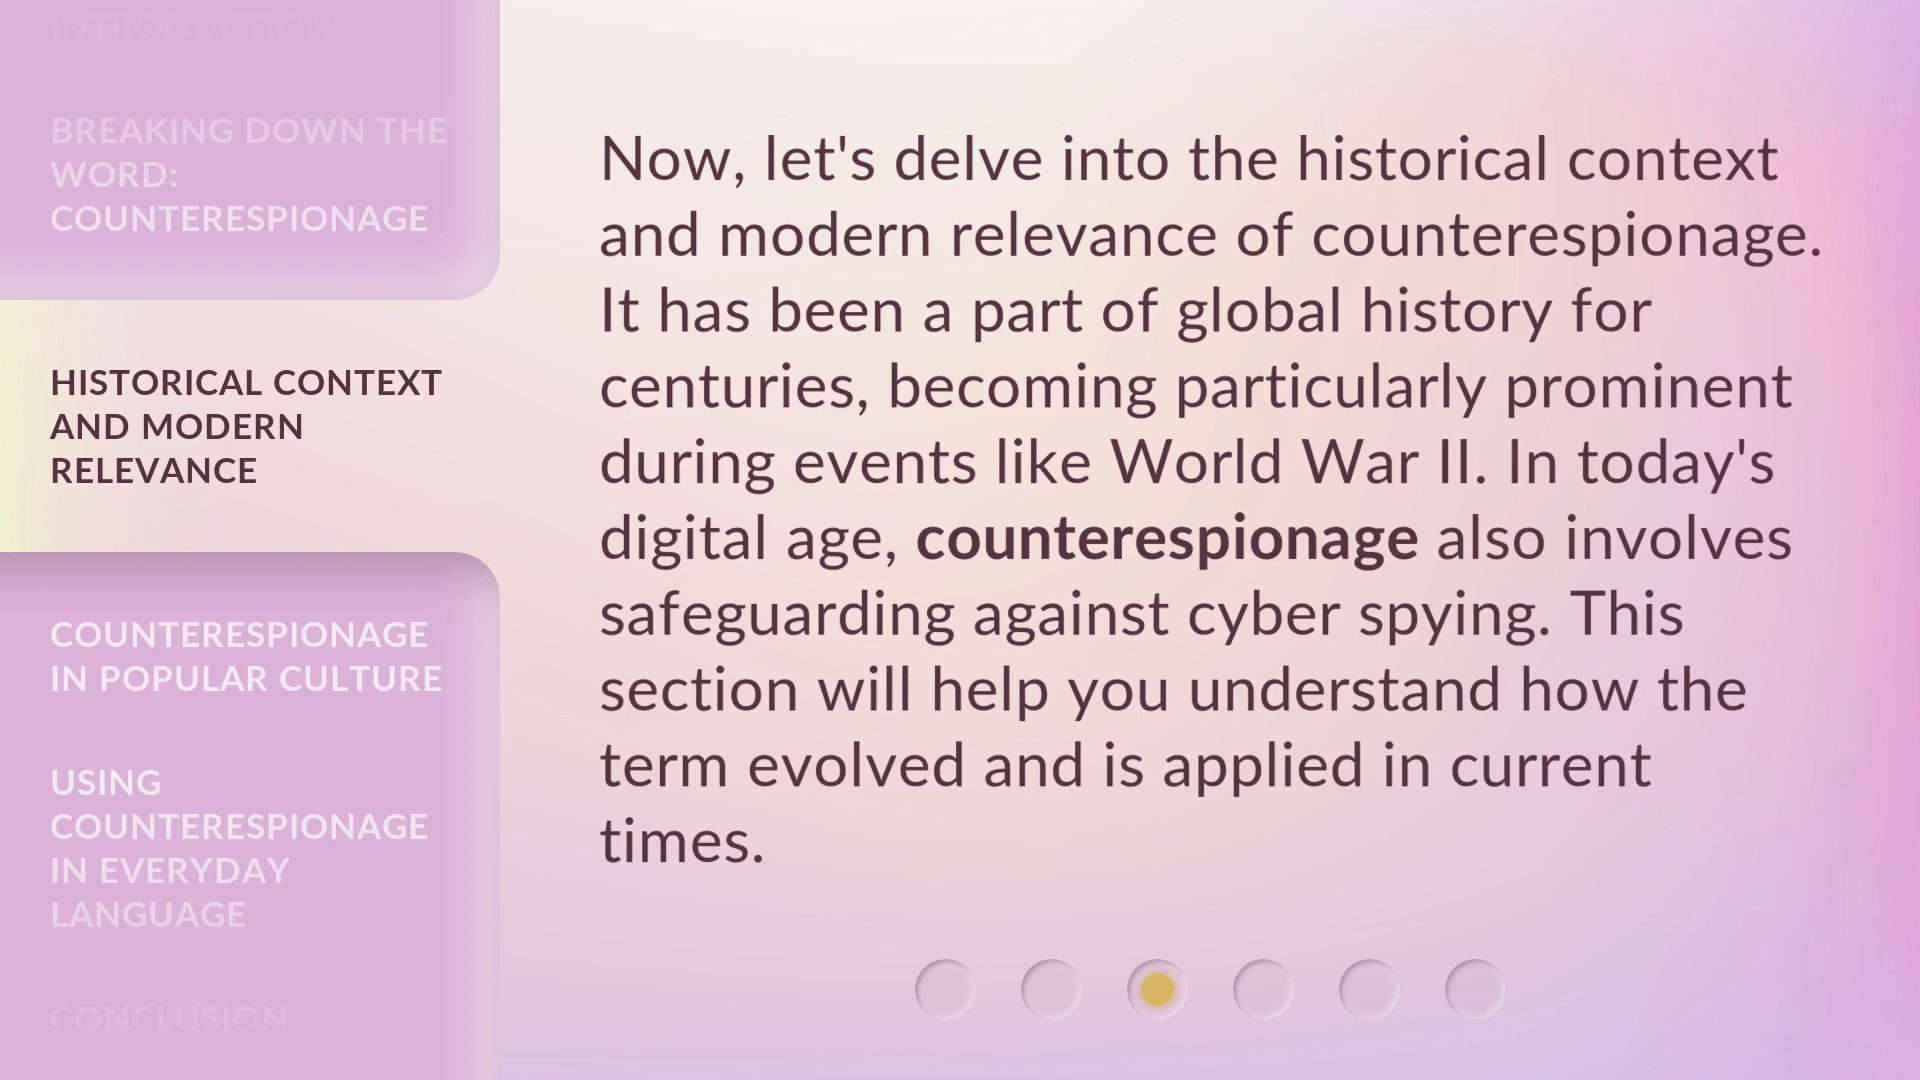 INTRODUCTION
BREAKING DOWN THE
WORD:
COUNTERESPIONAGE
HISTORICAL CONTEXT
AND MODERN
RELEVANCE
COUNTERESPIONAGE
IN POPULAR CULTURE
USING
COUNTERESPIONAGE
IN EVERYDAY
LANGUAGE
CONCLUSION
Now, let's delve into the historical context
and modern relevance of counterespionage.
It has been a part of global history for
centuries, becoming particularly prominent
during events like World War II. In today's
digital age, counterespionage also involves
safeguarding against cyber spying. This
section will help you understand how the
term evolved and is applied in current
times.